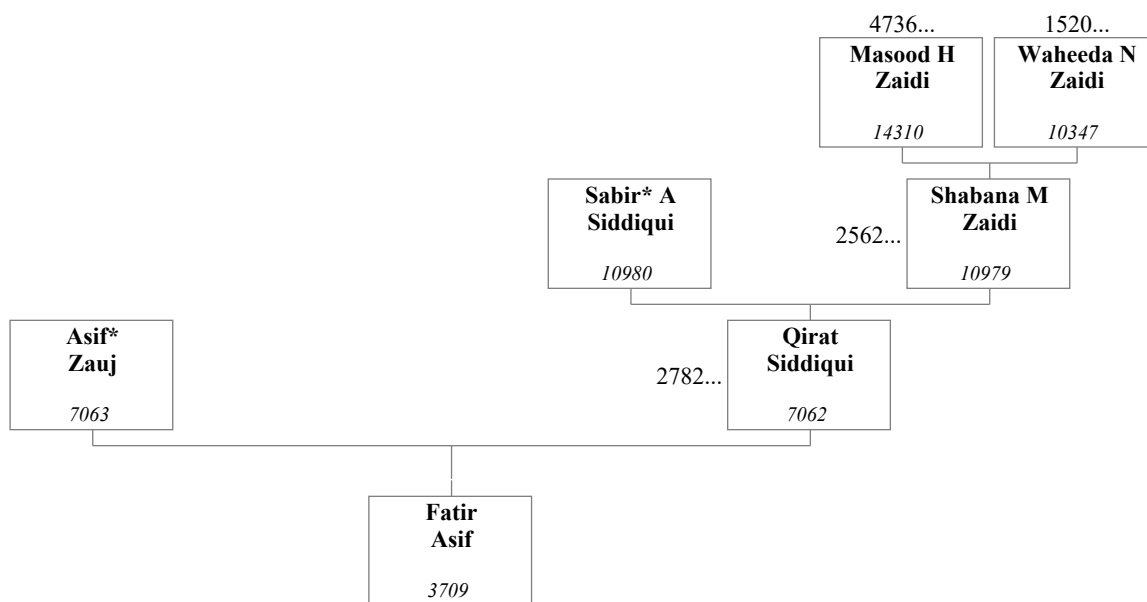 4736...
1520...
Masood H
Zaidi
14310
Waheeda N
Zaidi
10347
Sabir* A
Siddiqui
10980
2562...
Shabana M
Zaidi
10979
Asif*
Zauj
7063
2782...
Qirat
Siddiqui
7062
Fatir
Asif
3709